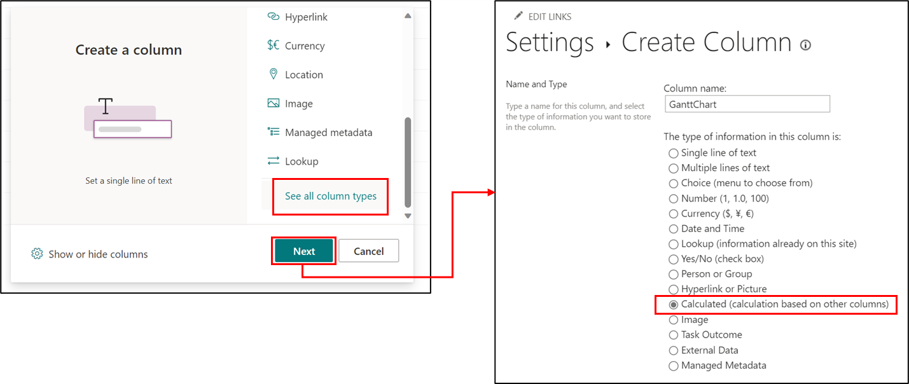 Create a column
T
Set a single line of text
Hyperlink
$€ Currency
Location
Image
Managed metadata
Lookup
See all column types
Show or hide columns
Next
Cancel
EDIT LINKS
Settings ▸ Create Column
Name and Type
Type a name for this column, and select
the type of information you want to store
in the column.
Column name:
GanttChart
The type of information in this column is:
Single line of text
Multiple lines of text
Choice (menu to choose from)
Number (1, 1.0, 100)
Currency ($, ¥, €)
Date and Time
Lookup (information already on this site)
Yes/No (check box)
Person or Group
Hyperlink or Picture
Calculated (calculation based on other columns)
Image
Task Outcome
External Data
Managed Metadata